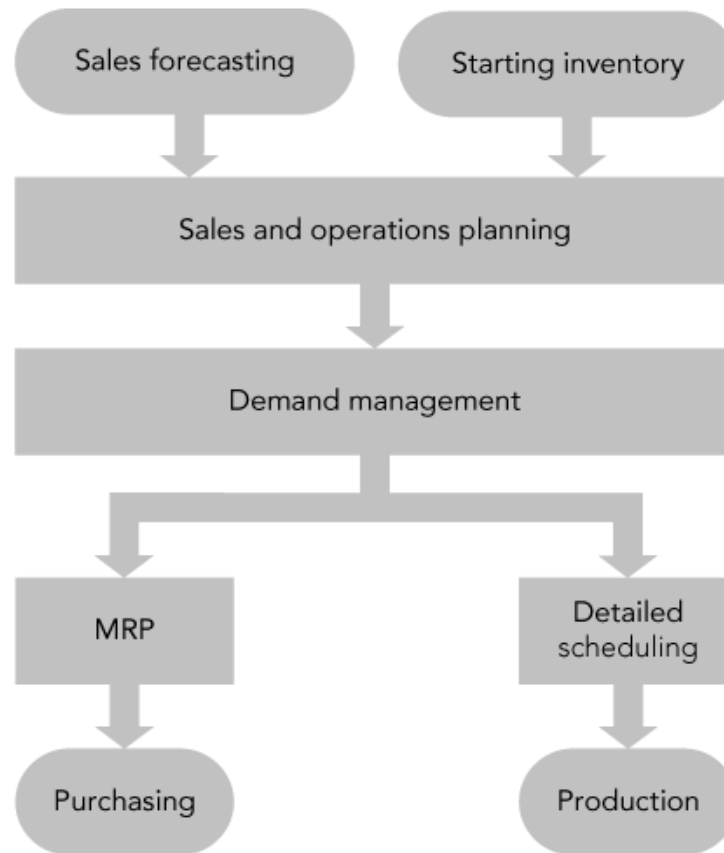 Sales forecasting
Starting inventory
Sales and operations planning
Demand management
MRP
Detailed
scheduling
Purchasing
Production